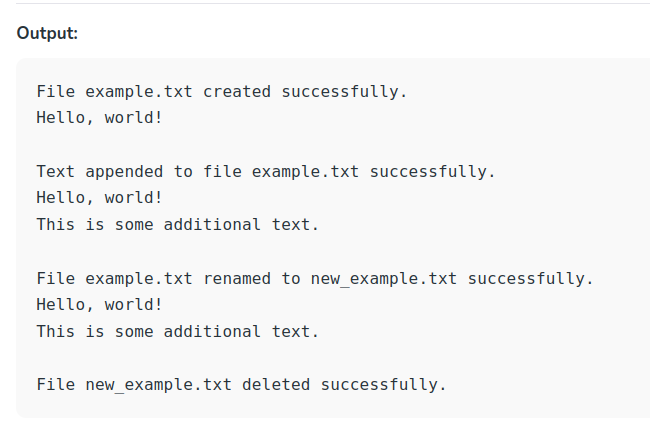 Output:
File example.txt created successfully.
Hello, world!

Text appended to file example.txt successfully.
Hello, world!
This is some additional text.

File example.txt renamed to new_example.txt successfully.
Hello, world!
This is some additional text.

File new_example.txt deleted successfully.